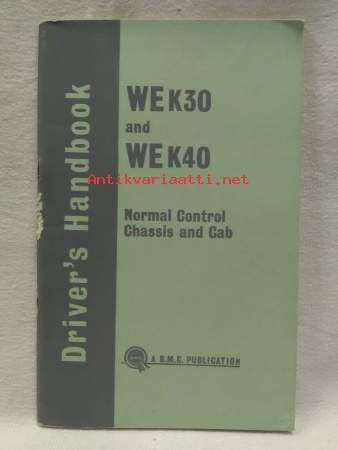 Driver's Handbook
WE K30
and
WE K40
Antikvariaatti.net
Normal Control
Chassis and Cab
A B.M.C. PUBLICATION